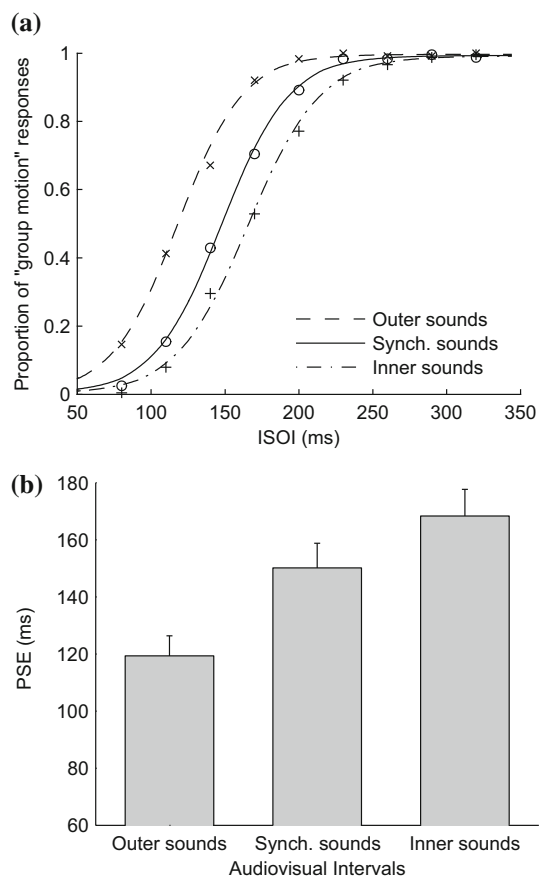 (a)
Proportion of "group motion" responses
1
0.8
0.6
0.4
0.2
0
Outer sounds
Synch. sounds
Inner sounds
50 100 150 200 250 300 350
ISOI (ms)
(b)
PSE (ms)
180
160
140
120
100
80
60
Outer sounds Synch. sounds Inner sounds
Audiovisual Intervals